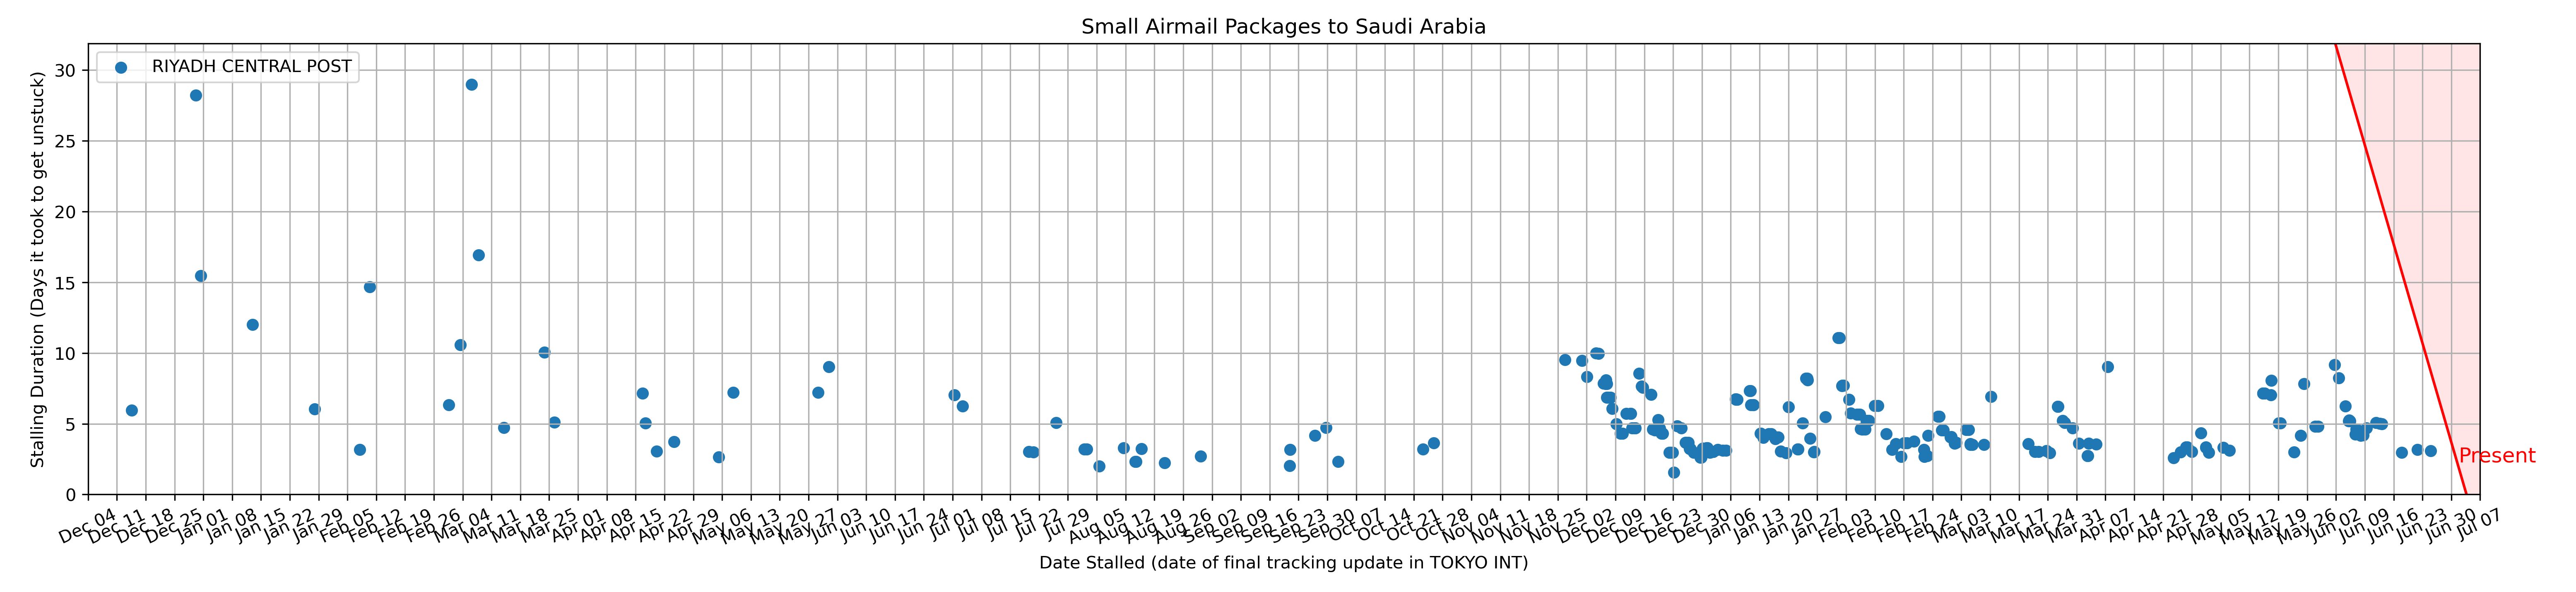 Small Airmail Packages to Saudi Arabia
RIYADH CENTRAL POST
Stalling Duration (Days it took to get unstuck)
30
25
20
15
10
5
0
Present
Dec 04 Dec 11 Dec 18 Dec 25 Jan 01 Jan 08 Jan 15 Jan 22 Jan 29 Feb 05 Feb 12 Feb 19 Feb 26 Mar 04 Mar 11 Mar 18 Mar 25 Apr 01 Apr 08 Apr 15 Apr 22 Apr 29 May 06 May 13 May 20 May 27 Jun 03 Jun 10 Jun 17 Jun 24 Jul 01 Jul 08 Jul 15 Jul 22 Jul 29 Aug 05 Aug 12 Aug 19 Aug 26 Sep 02 Sep 09 Sep 16 Sep 23 Sep 30 Oct 07 Oct 14 Oct 21 Oct 28 Nov 04 Nov 11 Nov 18 Nov 25 Dec 02 Dec 09 Dec 16 Dec 23 Dec 30 Jan 06 Jan 13 Jan 20 Jan 27 Feb 03 Feb 10 Feb 17 Feb 24 Mar 03 Mar 10 Mar 17 Mar 24 Mar 31 Apr 07 Apr 14 Apr 21 Apr 28 May 05 May 12 May 19 May 26 Jun 02 Jun 09 Jun 16 Jun 23 Jun 30 Jul 07
Date Stalled (date of final tracking update in TOKYO INT)